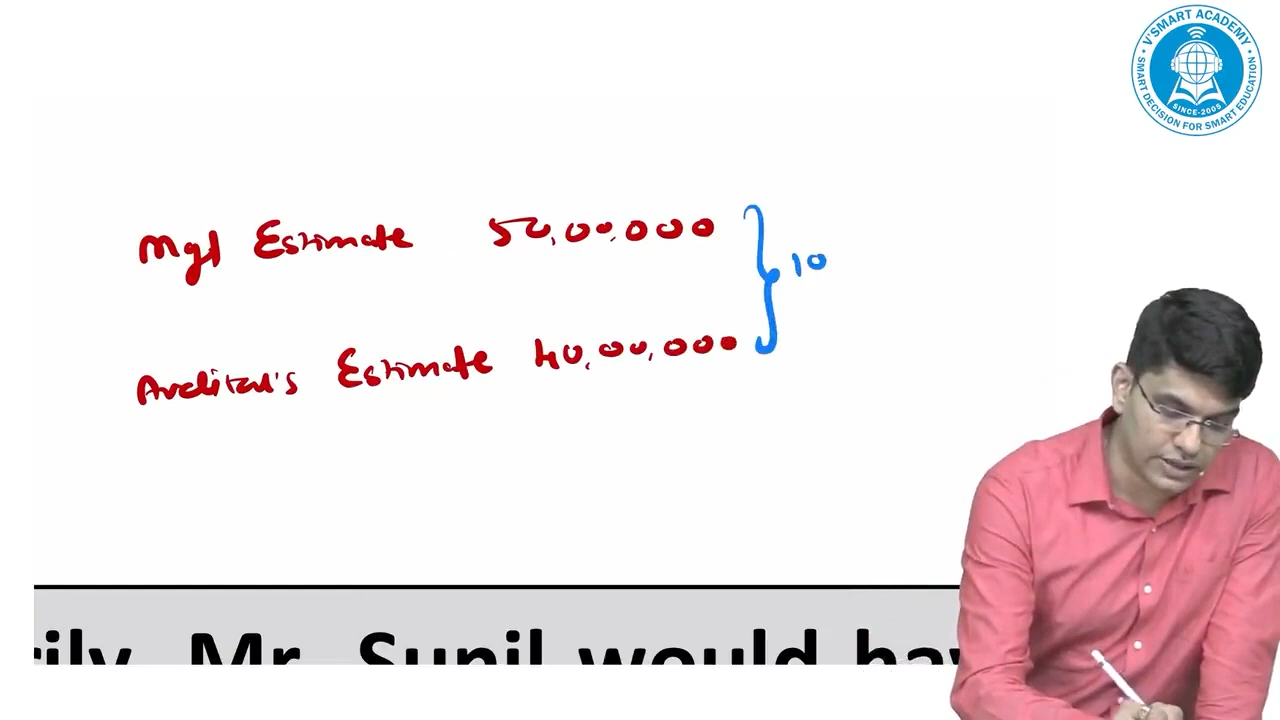 V'SMART ACADEMY
SMART DECISION FOR SMART EDUCATION
SINCE-2005
Mgt Estimate 50,00,000
10
Auditor's Estimate 40,00,000
rily, Mr. Sunil would hav